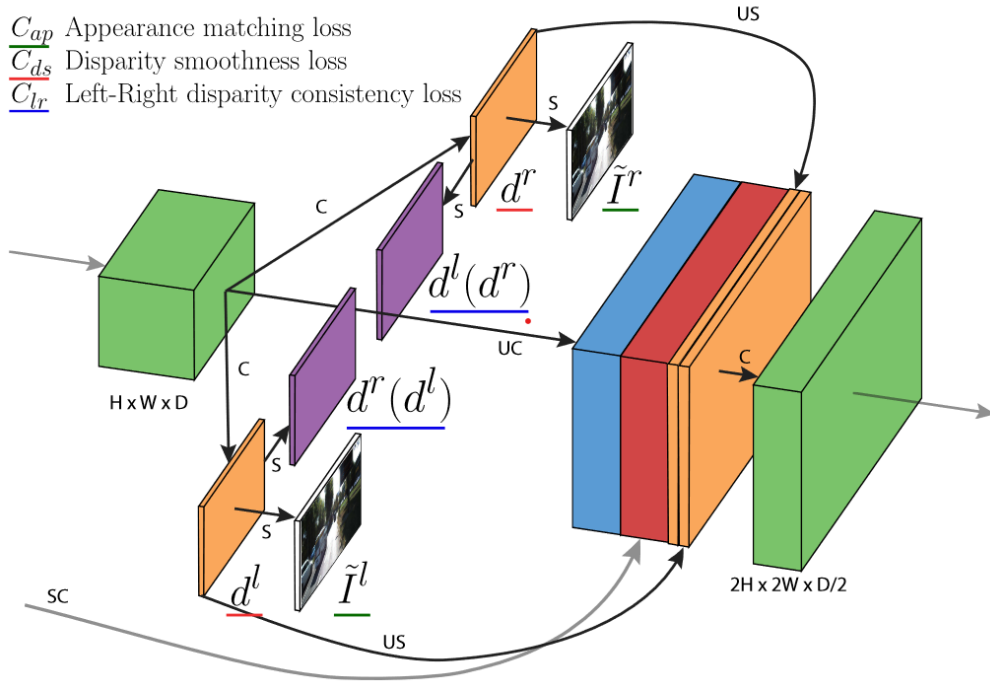 C_ap Appearance matching loss
C_ds Disparity smoothness loss
C_lr Left-Right disparity consistency loss
US
S
d^r
Ĩ^r
S
C
d^l(d^r)
UC
C
C
H x W x D
d^r(d^l)
S
S
d^l
Ĩ^l
2H x 2W x D/2
SC
US